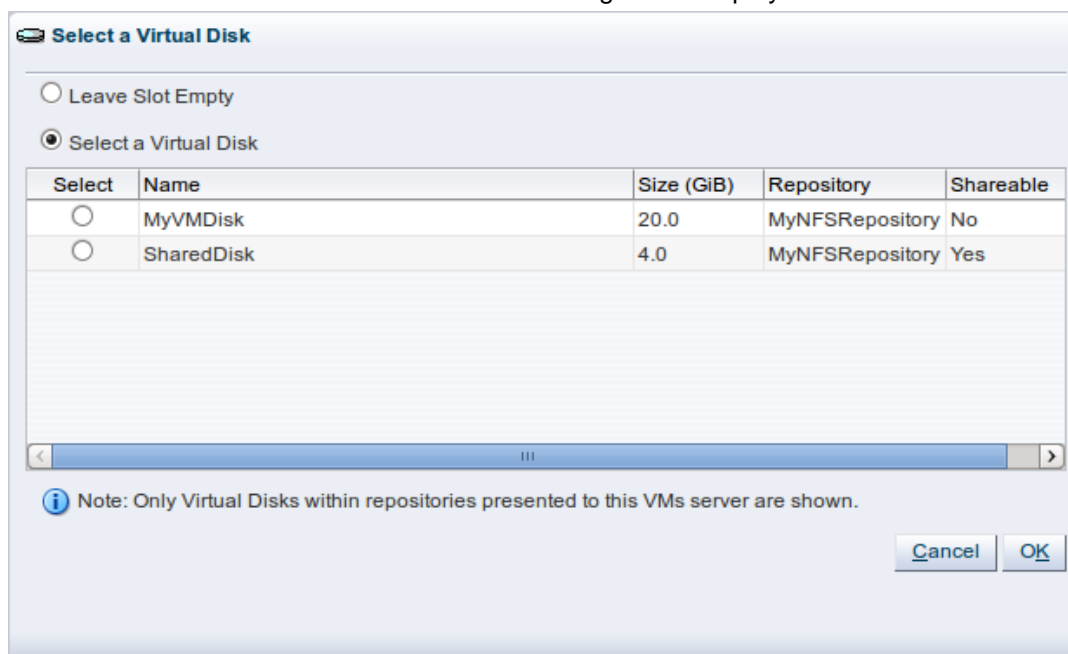 Select a Virtual Disk
Leave Slot Empty
Select a Virtual Disk
Select Name Size (GiB) Repository Shareable
MyVMDisk 20.0 MyNFSRepository No
SharedDisk 4.0 MyNFSRepository Yes
Note: Only Virtual Disks within repositories presented to this VMs server are shown.
Cancel OK